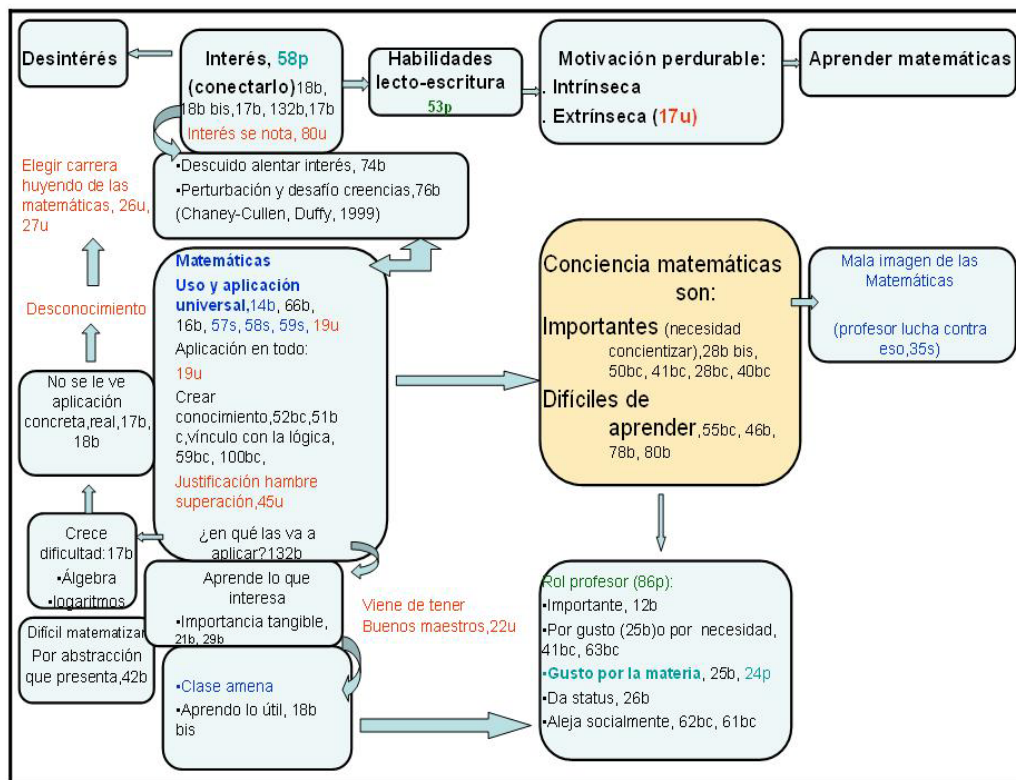 Desintérés
Interés, 58p
(conectarlo)18b,
18b bis,17b, 132b,17b
Interés se nota, 80u
Habilidades
lecto-escritura
53p
Motivación perdurable:
. Intrínseca
. Extrínseca (17u)
Aprender matemáticas
▪Descuido alentar interés, 74b
▪Perturbación y desafío creencias,76b
(Chaney-Cullen, Duffy, 1999)
Elegir carrera
huyendo de las
matemáticas, 26u,
27u
Desconocimiento
No se le ve
aplicación
concreta,real,17b,
18b
Crece
dificultad:17b
▪Álgebra
▪logaritmos
Difícil matematizar
Por abstracción
que presenta,42b
Matemáticas
Uso y aplicación
universal,14b, 66b,
16b, 57s, 58s, 59s, 19u
Aplicación en todo:
19u
Crear
conocimiento,52bc,51b
c,vínculo con la lógica,
59bc, 100bc,
Justificación hambre
superación,45u
¿en qué las va a
aplicar?132b
Aprende lo que
interesa
▪Importancia tangible,
21b, 29b
▪Clase amena
▪Aprendo lo útil, 18b
bis
Viene de tener
Buenos maestros,22u
Conciencia matemáticas
son:
Importantes (necesidad
concientizar),28b bis,
50bc, 41bc, 28bc, 40bc
Difíciles de
aprender,55bc, 46b,
78b, 80b
Mala imagen de las
Matemáticas
(profesor lucha contra
eso,35s)
Rol profesor (86p):
▪Importante, 12b
▪Por gusto (25b)o por necesidad,
41bc, 63bc
▪Gusto por la materia, 25b, 24p
▪Da status, 26b
▪Aleja socialmente, 62bc, 61bc